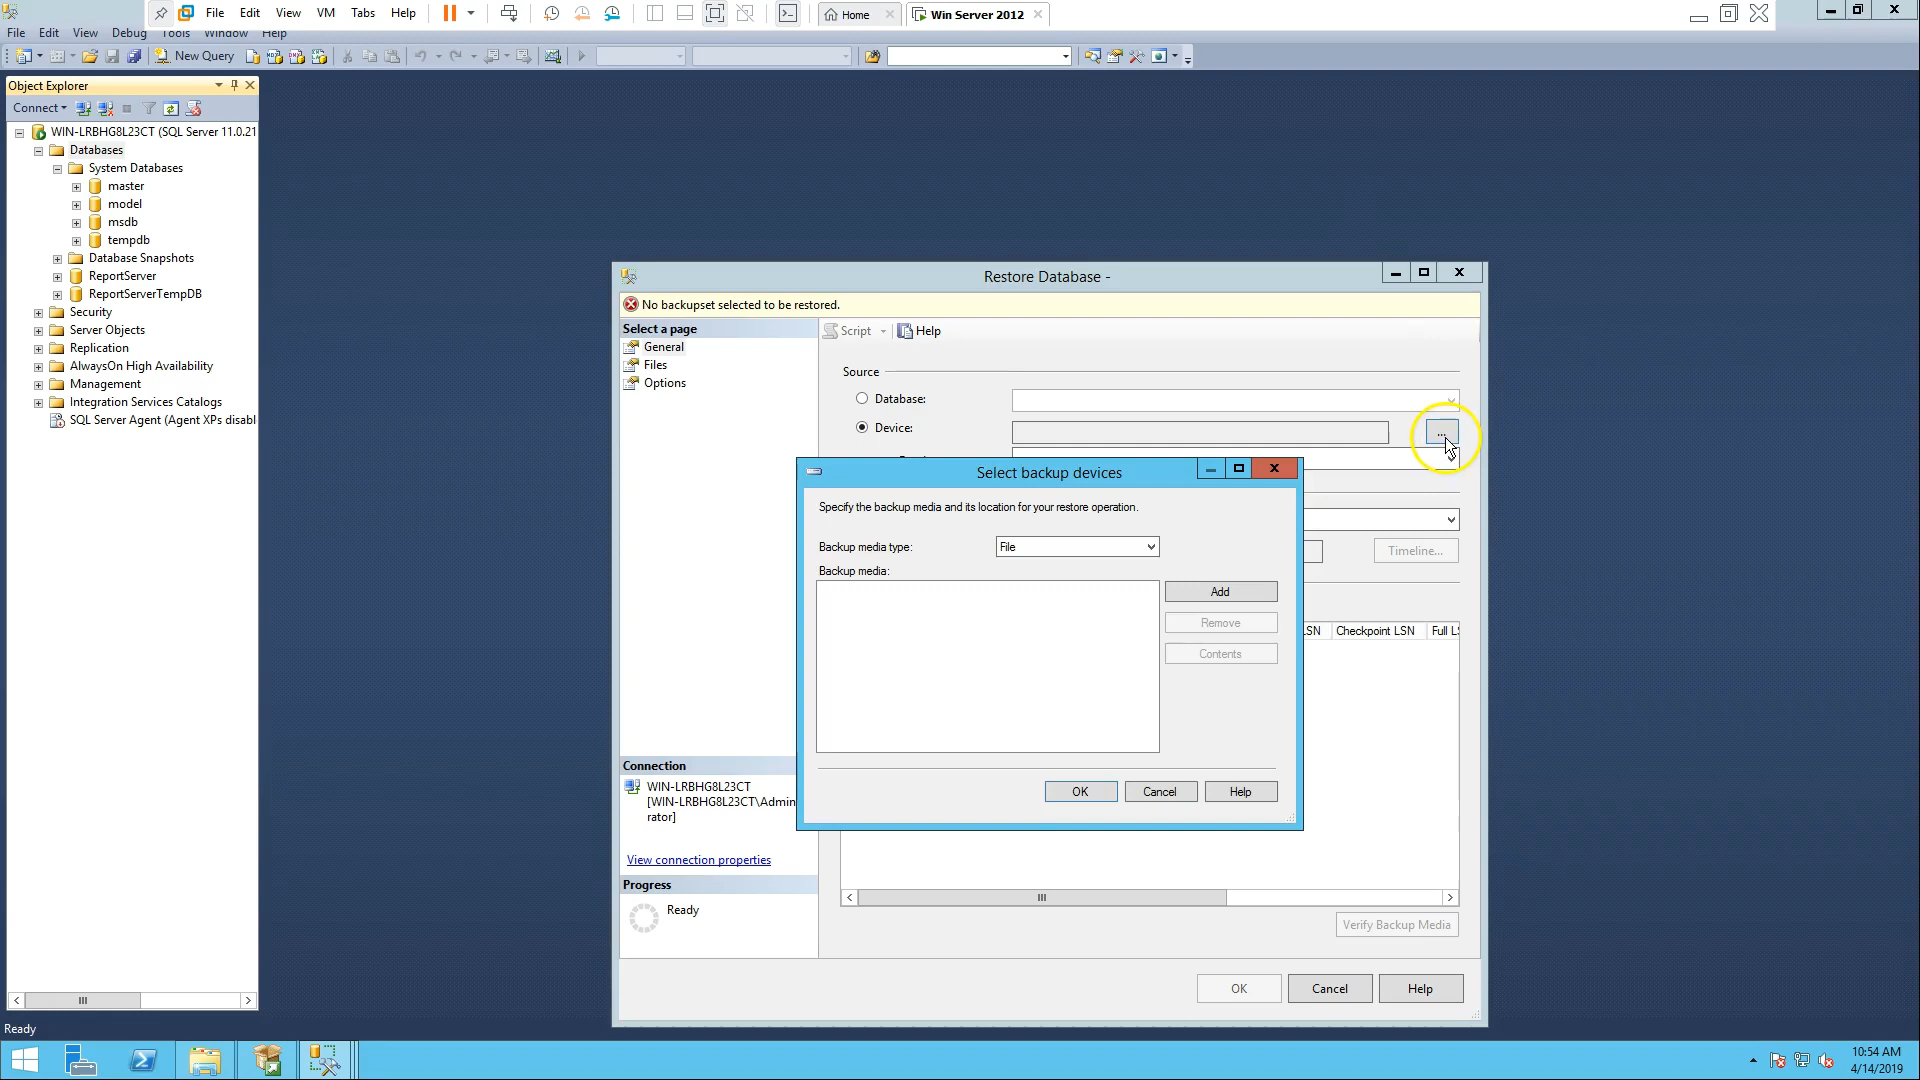 File Edit View VM Tabs Help
Home
Win Server 2012
File Edit View Debug Tools Window Help
New Query
Object Explorer
Connect
WIN-LRBHG8L23CT (SQL Server 11.0.21
Databases
System Databases
master
model
msdb
tempdb
Database Snapshots
ReportServer
ReportServerTempDB
Security
Server Objects
Replication
AlwaysOn High Availability
Management
Integration Services Catalogs
SQL Server Agent (Agent XPs disabl
Restore Database -
No backupset selected to be restored.
Select a page
General
Files
Options
Script
Help
Source
Database:
Device:
...
Select backup devices
Specify the backup media and its location for your restore operation.
Backup media type:
File
Backup media:
Add
Remove
Contents
OK
Cancel
Help
Timeline...
LSN
Checkpoint LSN
Full LS
Connection
WIN-LRBHG8L23CT
[WIN-LRBHG8L23CT\Admin
rator]
View connection properties
Progress
Ready
Verify Backup Media
OK
Cancel
Help
Ready
10:54 AM
4/14/2019